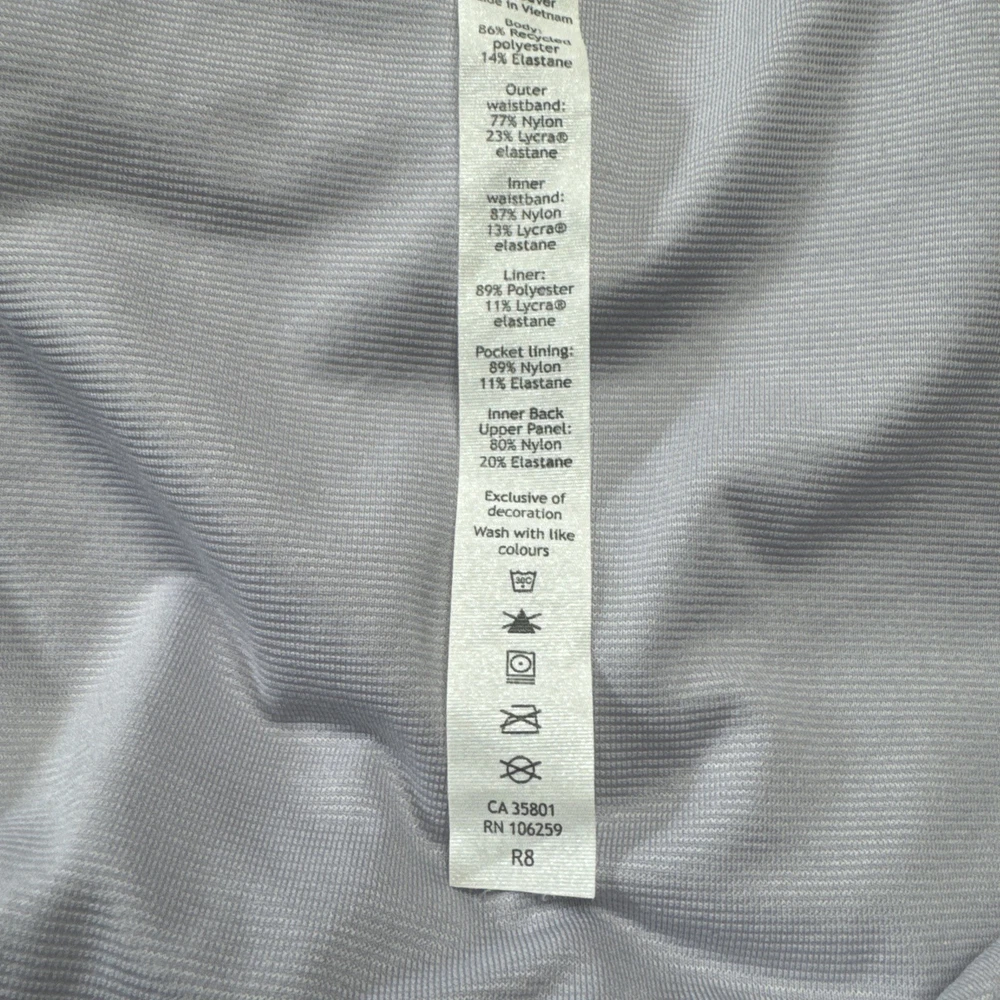 in Vietnam
Body:
86% Recycled
polyester
14% Elastane
Outer
waistband:
77% Nylon
23% Lycra®
elastane
Inner
waistband:
87% Nylon
13% Lycra®
elastane
Liner:
89% Polyester
11% Lycra®
elastane
Pocket lining:
89% Nylon
11% Elastane
Inner Back
Upper Panel:
80% Nylon
20% Elastane
Exclusive of
decoration
Wash with like
colours
30C
CA 35801
RN 106259
R8